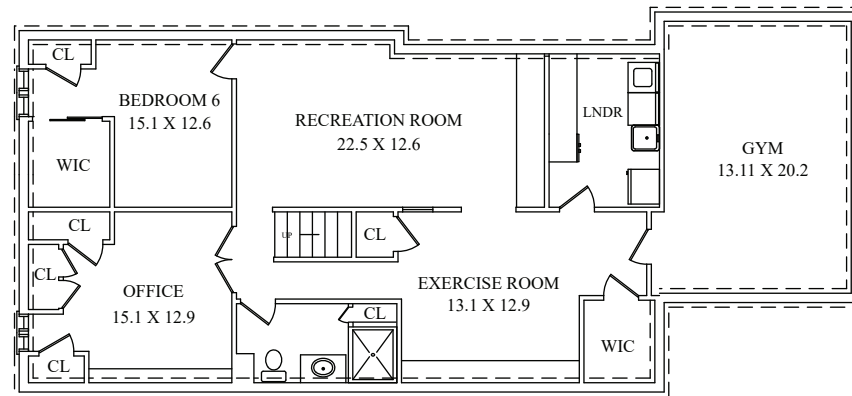 CL
BEDROOM 6
15.1 X 12.6
WIC
RECREATION ROOM
22.5 X 12.6
LNDR
GYM
13.11 X 20.2
CL
UP
CL
CL
OFFICE
15.1 X 12.9
EXERCISE ROOM
13.1 X 12.9
CL
CL
WIC